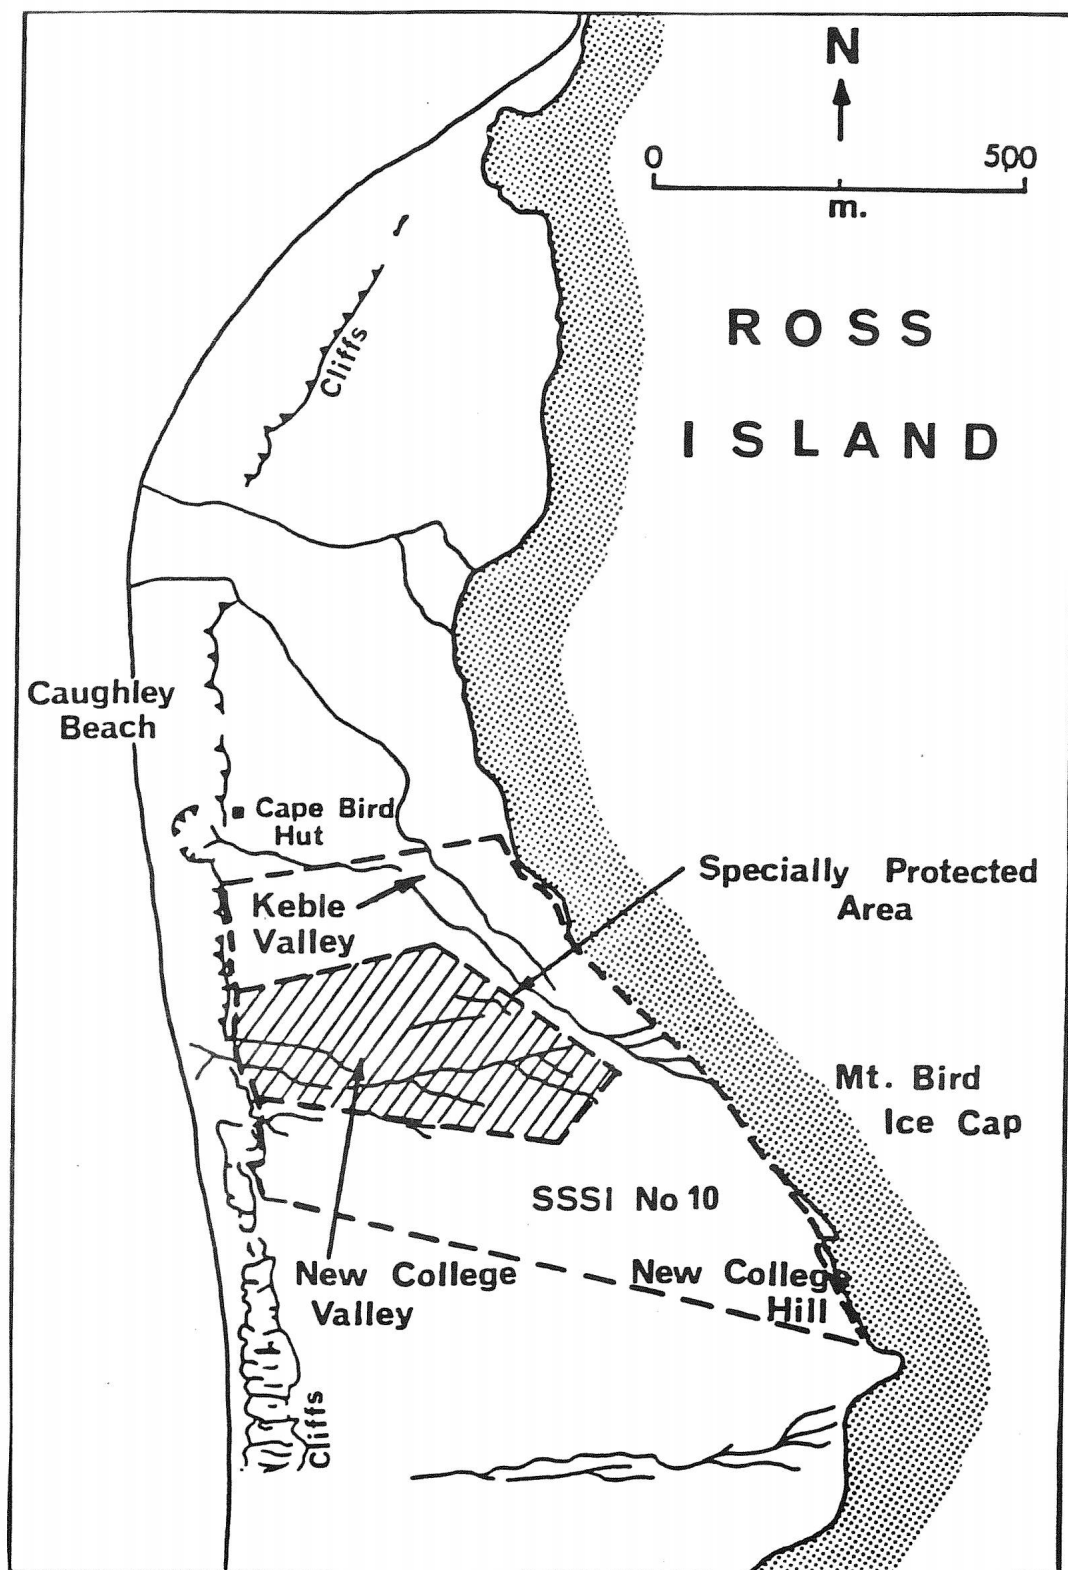 N
0 500
m.
ROSS
ISLAND
Cliffs
Caughley
Beach
Cape Bird
Hut
Specially Protected
Area
Keble
Valley
Mt. Bird
Ice Cap
SSSI No 10
New College
Valley
New College
Hill
Cliffs